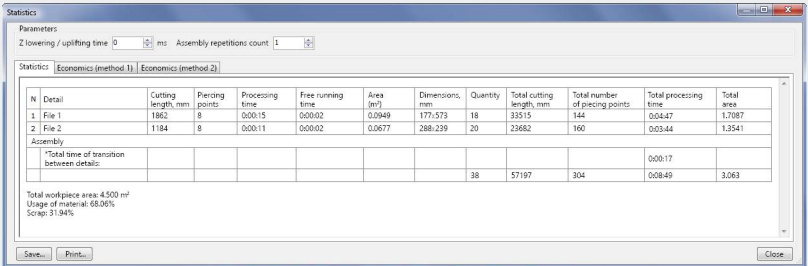 Statistics
Parameters
Z lowering / uplifting time 0 ms Assembly repetitions count 1
Statistics Economics (method 1) Economics (method 2)
N Detail Cutting length, mm Piercing points Processing time Free running time Area (m²) Dimensions, mm Quantity Total cutting length, mm Total number of piecing points Total processing time Total area
1 File 1 1862 8 0:00:15 0:00:02 0.0949 177x573 18 33515 144 0:04:47 1.7087
2 File 2 1184 8 0:00:11 0:00:02 0.0677 288x239 20 23682 160 0:03:44 1.3541
Assembly
*Total time of transition between details: 0:00:17
38 57197 304 0:08:49 3.063
Total workpiece area: 4.500 m²
Usage of material: 68.06%
Scrap: 31.94%
Save... Print... Close